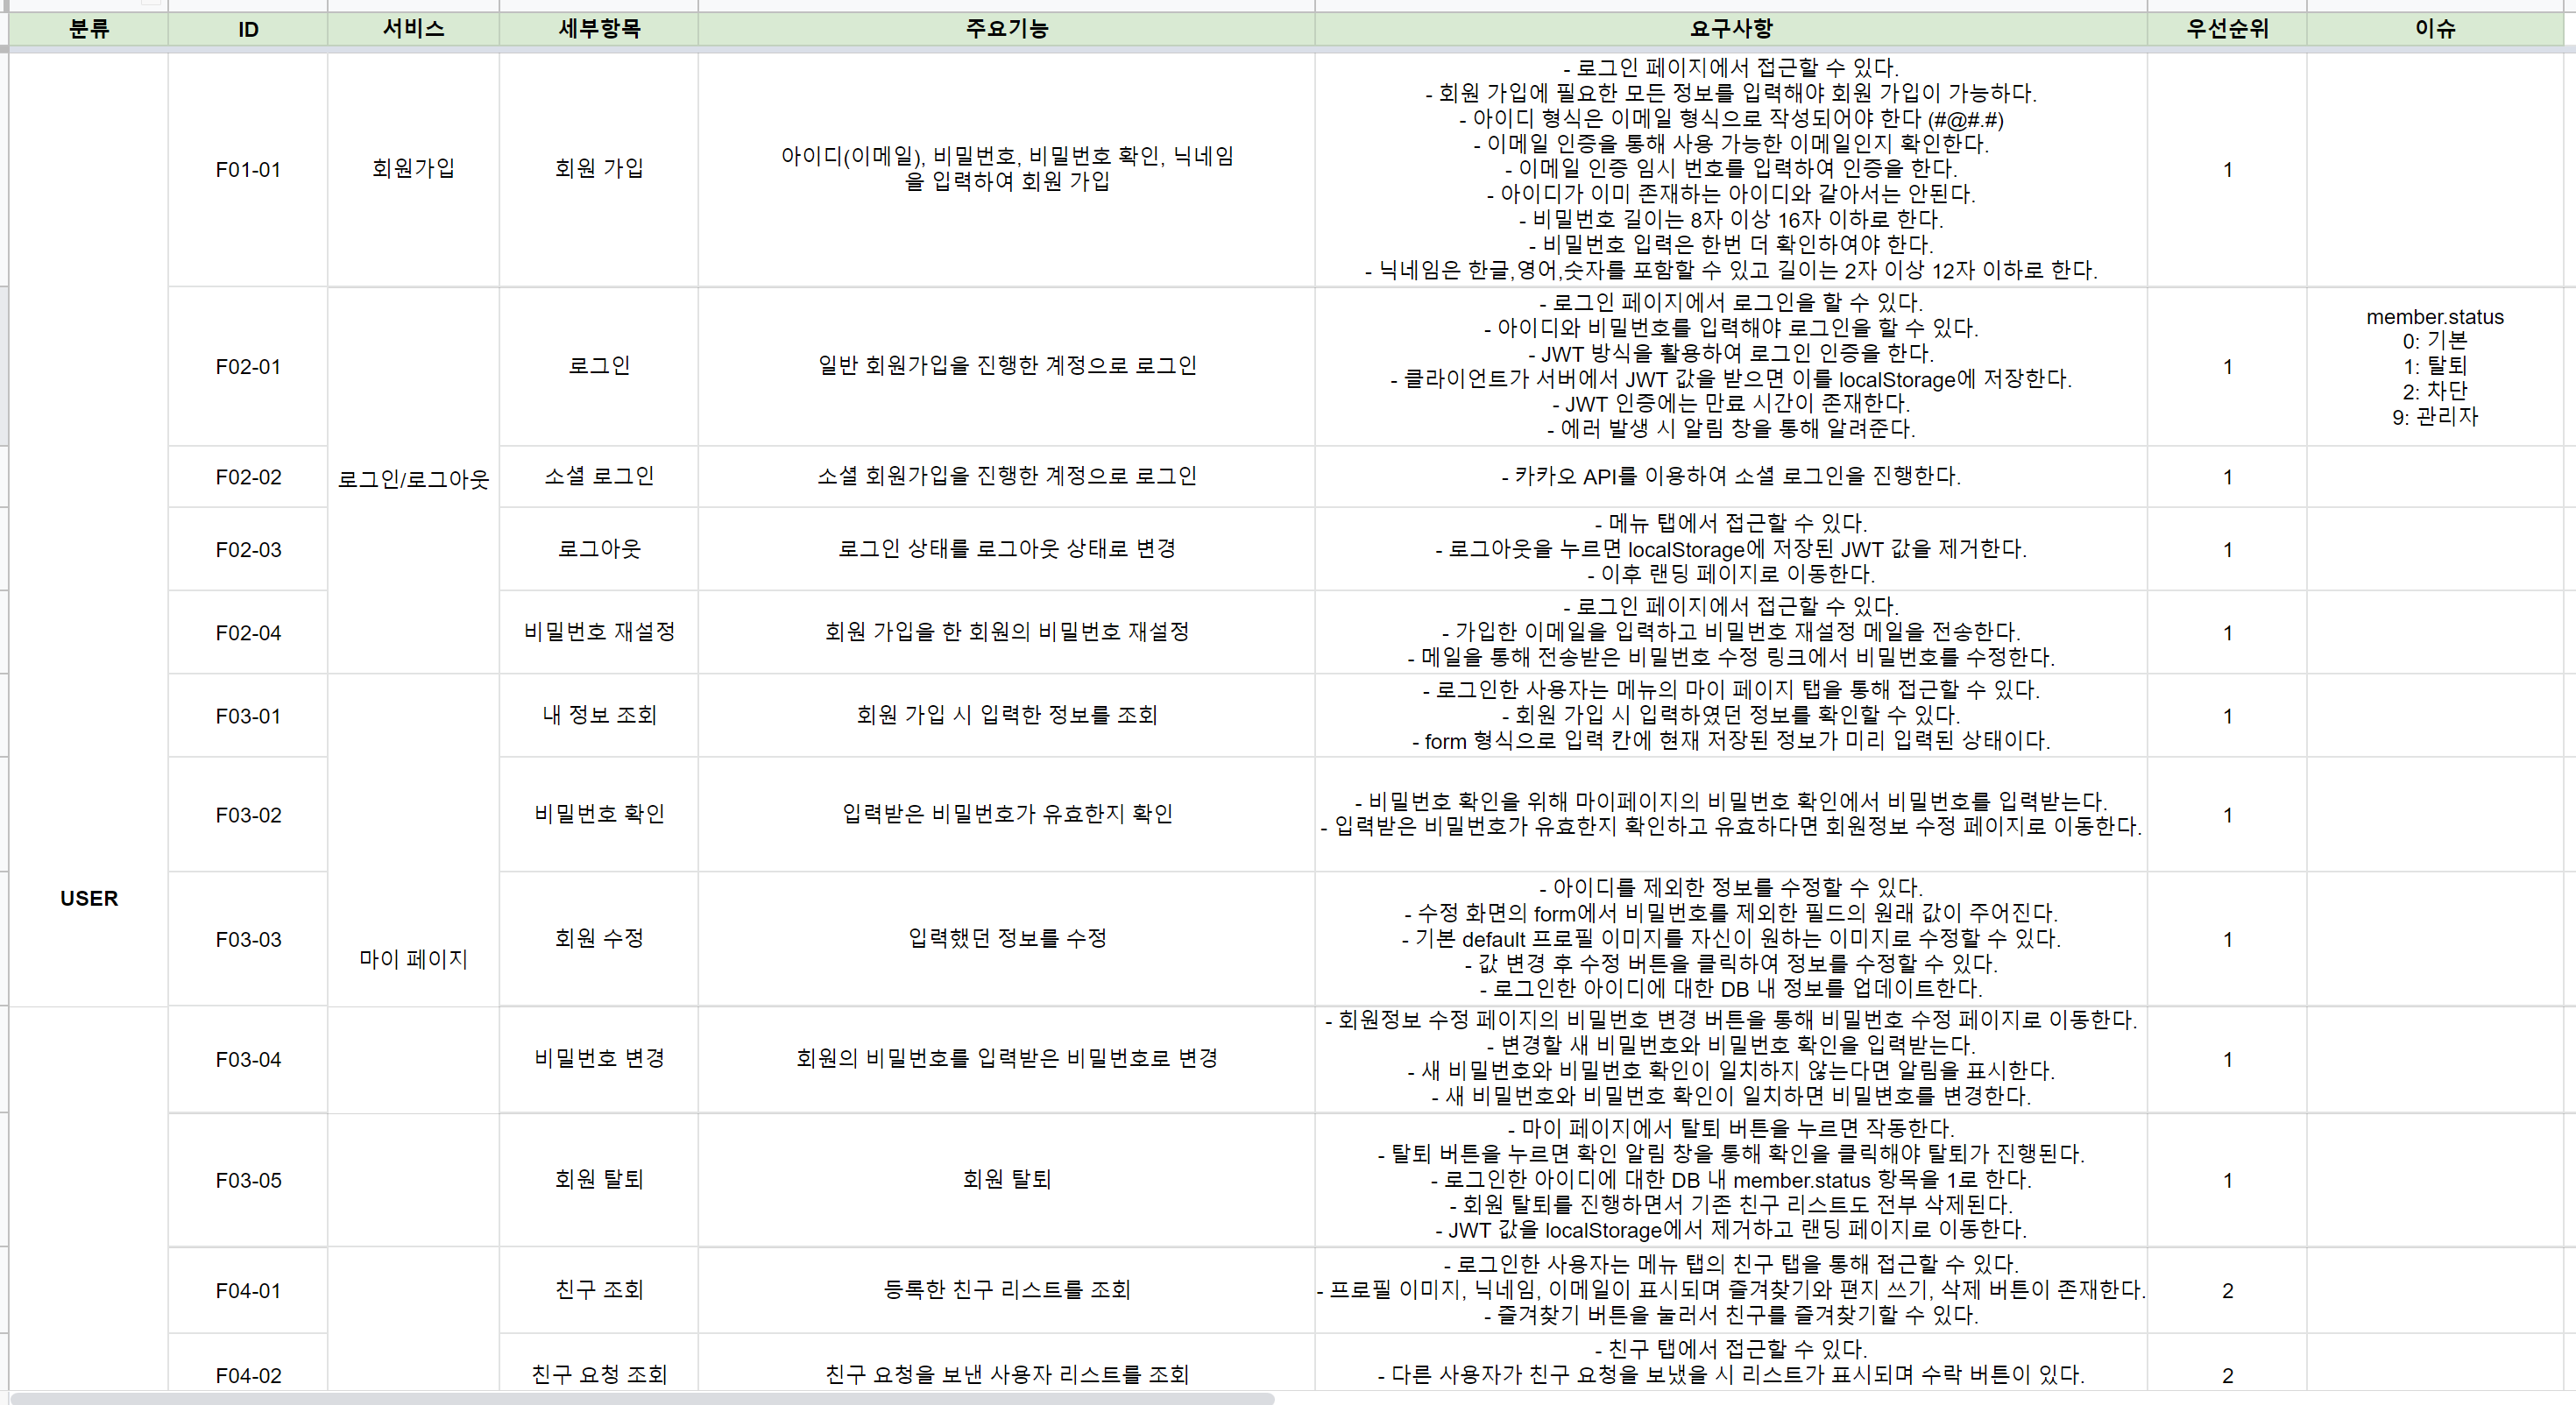 분류
ID
서비스
세부항목
주요기능
요구사항
우선순위
이슈
USER
F01-01
회원가입
회원 가입
아이디(이메일), 비밀번호, 비밀번호 확인, 닉네임
을 입력하여 회원 가입
- 로그인 페이지에서 접근할 수 있다.
- 회원 가입에 필요한 모든 정보를 입력해야 회원 가입이 가능하다.
- 아이디 형식은 이메일 형식으로 작성되어야 한다 (#@#.#)
- 이메일 인증을 통해 사용 가능한 이메일인지 확인한다.
- 이메일 인증 임시 번호를 입력하여 인증을 한다.
- 아이디가 이미 존재하는 아이디와 같아서는 안된다.
- 비밀번호 길이는 8자 이상 16자 이하로 한다.
- 비밀번호 입력은 한번 더 확인하여야 한다.
- 닉네임은 한글,영어,숫자를 포함할 수 있고 길이는 2자 이상 12자 이하로 한다.
1
F02-01
로그인/로그아웃
로그인
일반 회원가입을 진행한 계정으로 로그인
- 로그인 페이지에서 로그인을 할 수 있다.
- 아이디와 비밀번호를 입력해야 로그인을 할 수 있다.
- JWT 방식을 활용하여 로그인 인증을 한다.
- 클라이언트가 서버에서 JWT 값을 받으면 이를 localStorage에 저장한다.
- JWT 인증에는 만료 시간이 존재한다.
- 에러 발생 시 알림 창을 통해 알려준다.
1
member.status
0: 기본
1: 탈퇴
2: 차단
9: 관리자
F02-02
소셜 로그인
소셜 회원가입을 진행한 계정으로 로그인
- 카카오 API를 이용하여 소셜 로그인을 진행한다.
1
F02-03
로그아웃
로그인 상태를 로그아웃 상태로 변경
- 메뉴 탭에서 접근할 수 있다.
- 로그아웃을 누르면 localStorage에 저장된 JWT 값을 제거한다.
- 이후 랜딩 페이지로 이동한다.
1
F02-04
비밀번호 재설정
회원 가입을 한 회원의 비밀번호 재설정
- 로그인 페이지에서 접근할 수 있다.
- 가입한 이메일을 입력하고 비밀번호 재설정 메일을 전송한다.
- 메일을 통해 전송받은 비밀번호 수정 링크에서 비밀번호를 수정한다.
1
F03-01
마이 페이지
내 정보 조회
회원 가입 시 입력한 정보를 조회
- 로그인한 사용자는 메뉴의 마이 페이지 탭을 통해 접근할 수 있다.
- 회원 가입 시 입력하였던 정보를 확인할 수 있다.
- form 형식으로 입력 칸에 현재 저장된 정보가 미리 입력된 상태이다.
1
F03-02
비밀번호 확인
입력받은 비밀번호가 유효한지 확인
- 비밀번호 확인을 위해 마이페이지의 비밀번호 확인에서 비밀번호를 입력받는다.
- 입력받은 비밀번호가 유효한지 확인하고 유효하다면 회원정보 수정 페이지로 이동한다.
1
F03-03
회원 수정
입력했던 정보를 수정
- 아이디를 제외한 정보를 수정할 수 있다.
- 수정 화면의 form에서 비밀번호를 제외한 필드의 원래 값이 주어진다.
- 기본 default 프로필 이미지를 자신이 원하는 이미지로 수정할 수 있다.
- 값 변경 후 수정 버튼을 클릭하여 정보를 수정할 수 있다.
- 로그인한 아이디에 대한 DB 내 정보를 업데이트한다.
1
F03-04
비밀번호 변경
회원의 비밀번호를 입력받은 비밀번호로 변경
- 회원정보 수정 페이지의 비밀번호 변경 버튼을 통해 비밀번호 수정 페이지로 이동한다.
- 변경할 새 비밀번호와 비밀번호 확인을 입력받는다.
- 새 비밀번호와 비밀번호 확인이 일치하지 않는다면 알림을 표시한다.
- 새 비밀번호와 비밀번호 확인이 일치하면 비밀변호를 변경한다.
1
F03-05
회원 탈퇴
회원 탈퇴
- 마이 페이지에서 탈퇴 버튼을 누르면 작동한다.
- 탈퇴 버튼을 누르면 확인 알림 창을 통해 확인을 클릭해야 탈퇴가 진행된다.
- 로그인한 아이디에 대한 DB 내 member.status 항목을 1로 한다.
- 회원 탈퇴를 진행하면서 기존 친구 리스트도 전부 삭제된다.
- JWT 값을 localStorage에서 제거하고 랜딩 페이지로 이동한다.
1
F04-01
친구 조회
등록한 친구 리스트를 조회
- 로그인한 사용자는 메뉴 탭의 친구 탭을 통해 접근할 수 있다.
- 프로필 이미지, 닉네임, 이메일이 표시되며 즐겨찾기와 편지 쓰기, 삭제 버튼이 존재한다.
- 즐겨찾기 버튼을 눌러서 친구를 즐겨찾기할 수 있다.
2
F04-02
친구 요청 조회
친구 요청을 보낸 사용자 리스트를 조회
- 친구 탭에서 접근할 수 있다.
- 다른 사용자가 친구 요청을 보냈을 시 리스트가 표시되며 수락 버튼이 있다.
2